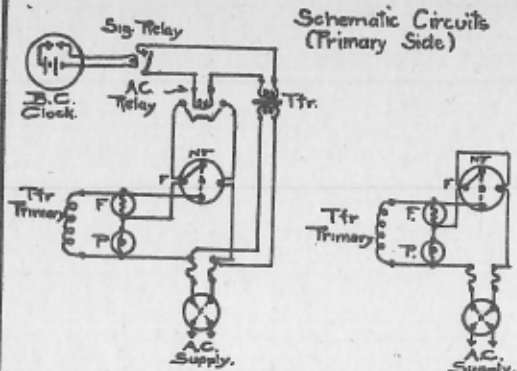 Schematic Circuits
(Primary Side)
Sig. Relay
B.C.
Clock.
A.C.
Relay
Tfr.
NF
F
Tfr
Primary
F
P
A.C.
Supply.
NF
F
Tfr
Primary
F.
P.
A.C.
Supply.